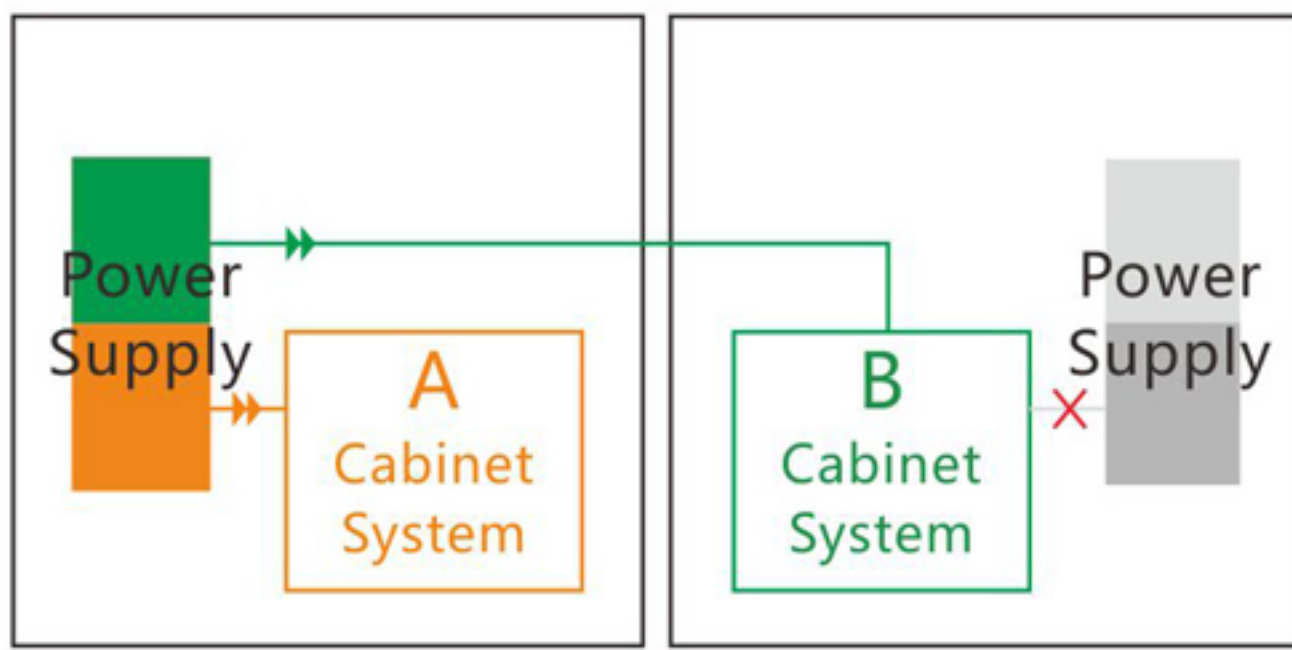 Power
Supply
A
Cabinet
System
B
Cabinet
System
Power
Supply